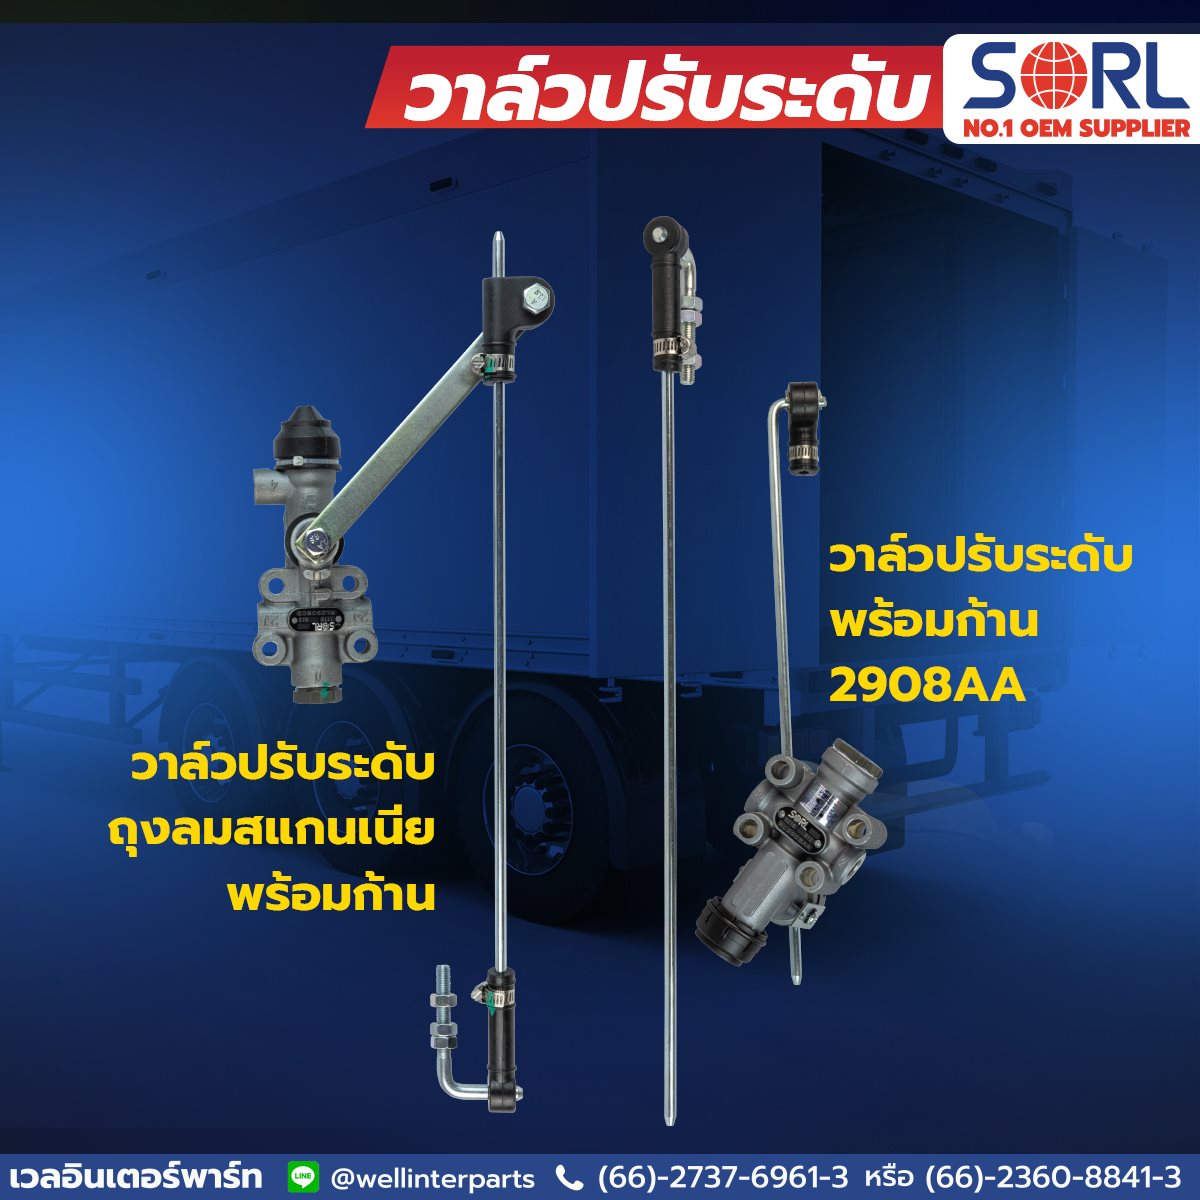 วาล์วปรับระดับ
SORL
NO.1 OEM SUPPLIER
วาล์วปรับระดับ
พร้อมก้าน
2908AA
วาล์วปรับระดับ
ถุงลมสแกนเนีย
พร้อมก้าน
SORL
SORL
เวลอินเตอร์พาร์ท LINE @wellinterparts (66)-2737-6961-3 หรือ (66)-2360-8841-3